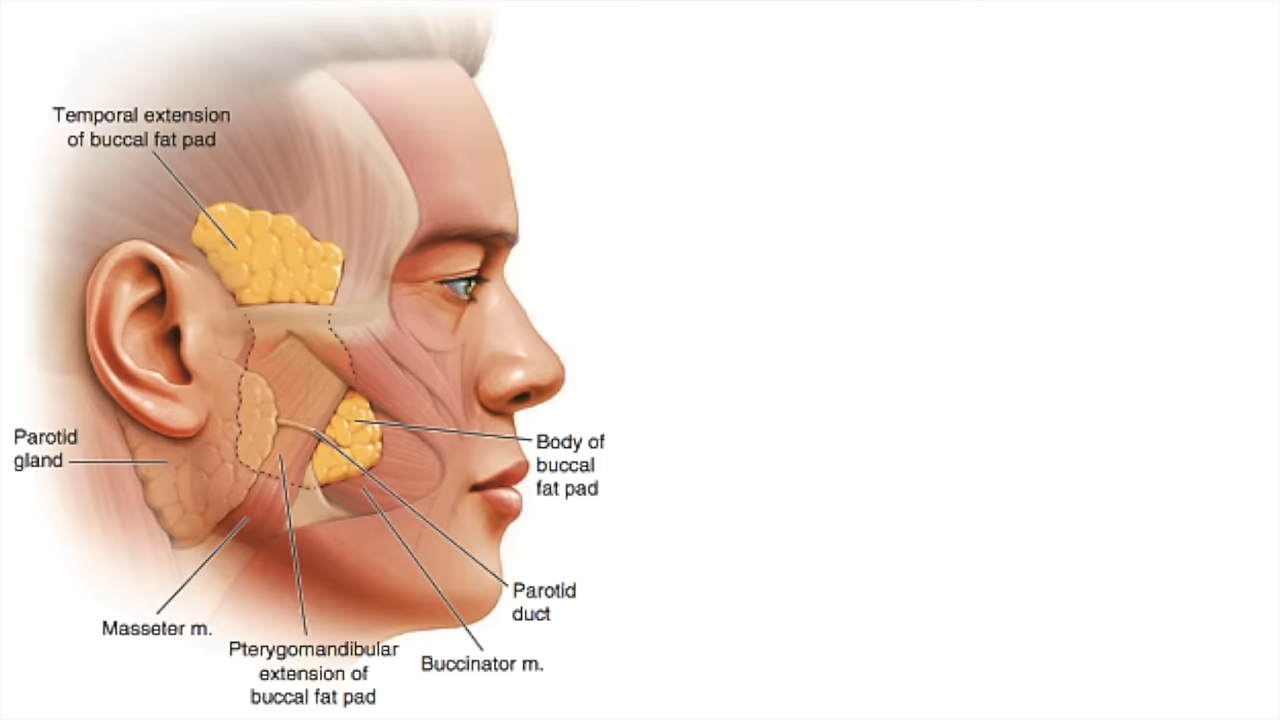 Temporal extension
of buccal fat pad
Parotid
gland
Body of
buccal
fat pad
Parotid
duct
Masseter m.
Pterygomandibular
extension of
buccal fat pad
Buccinator m.